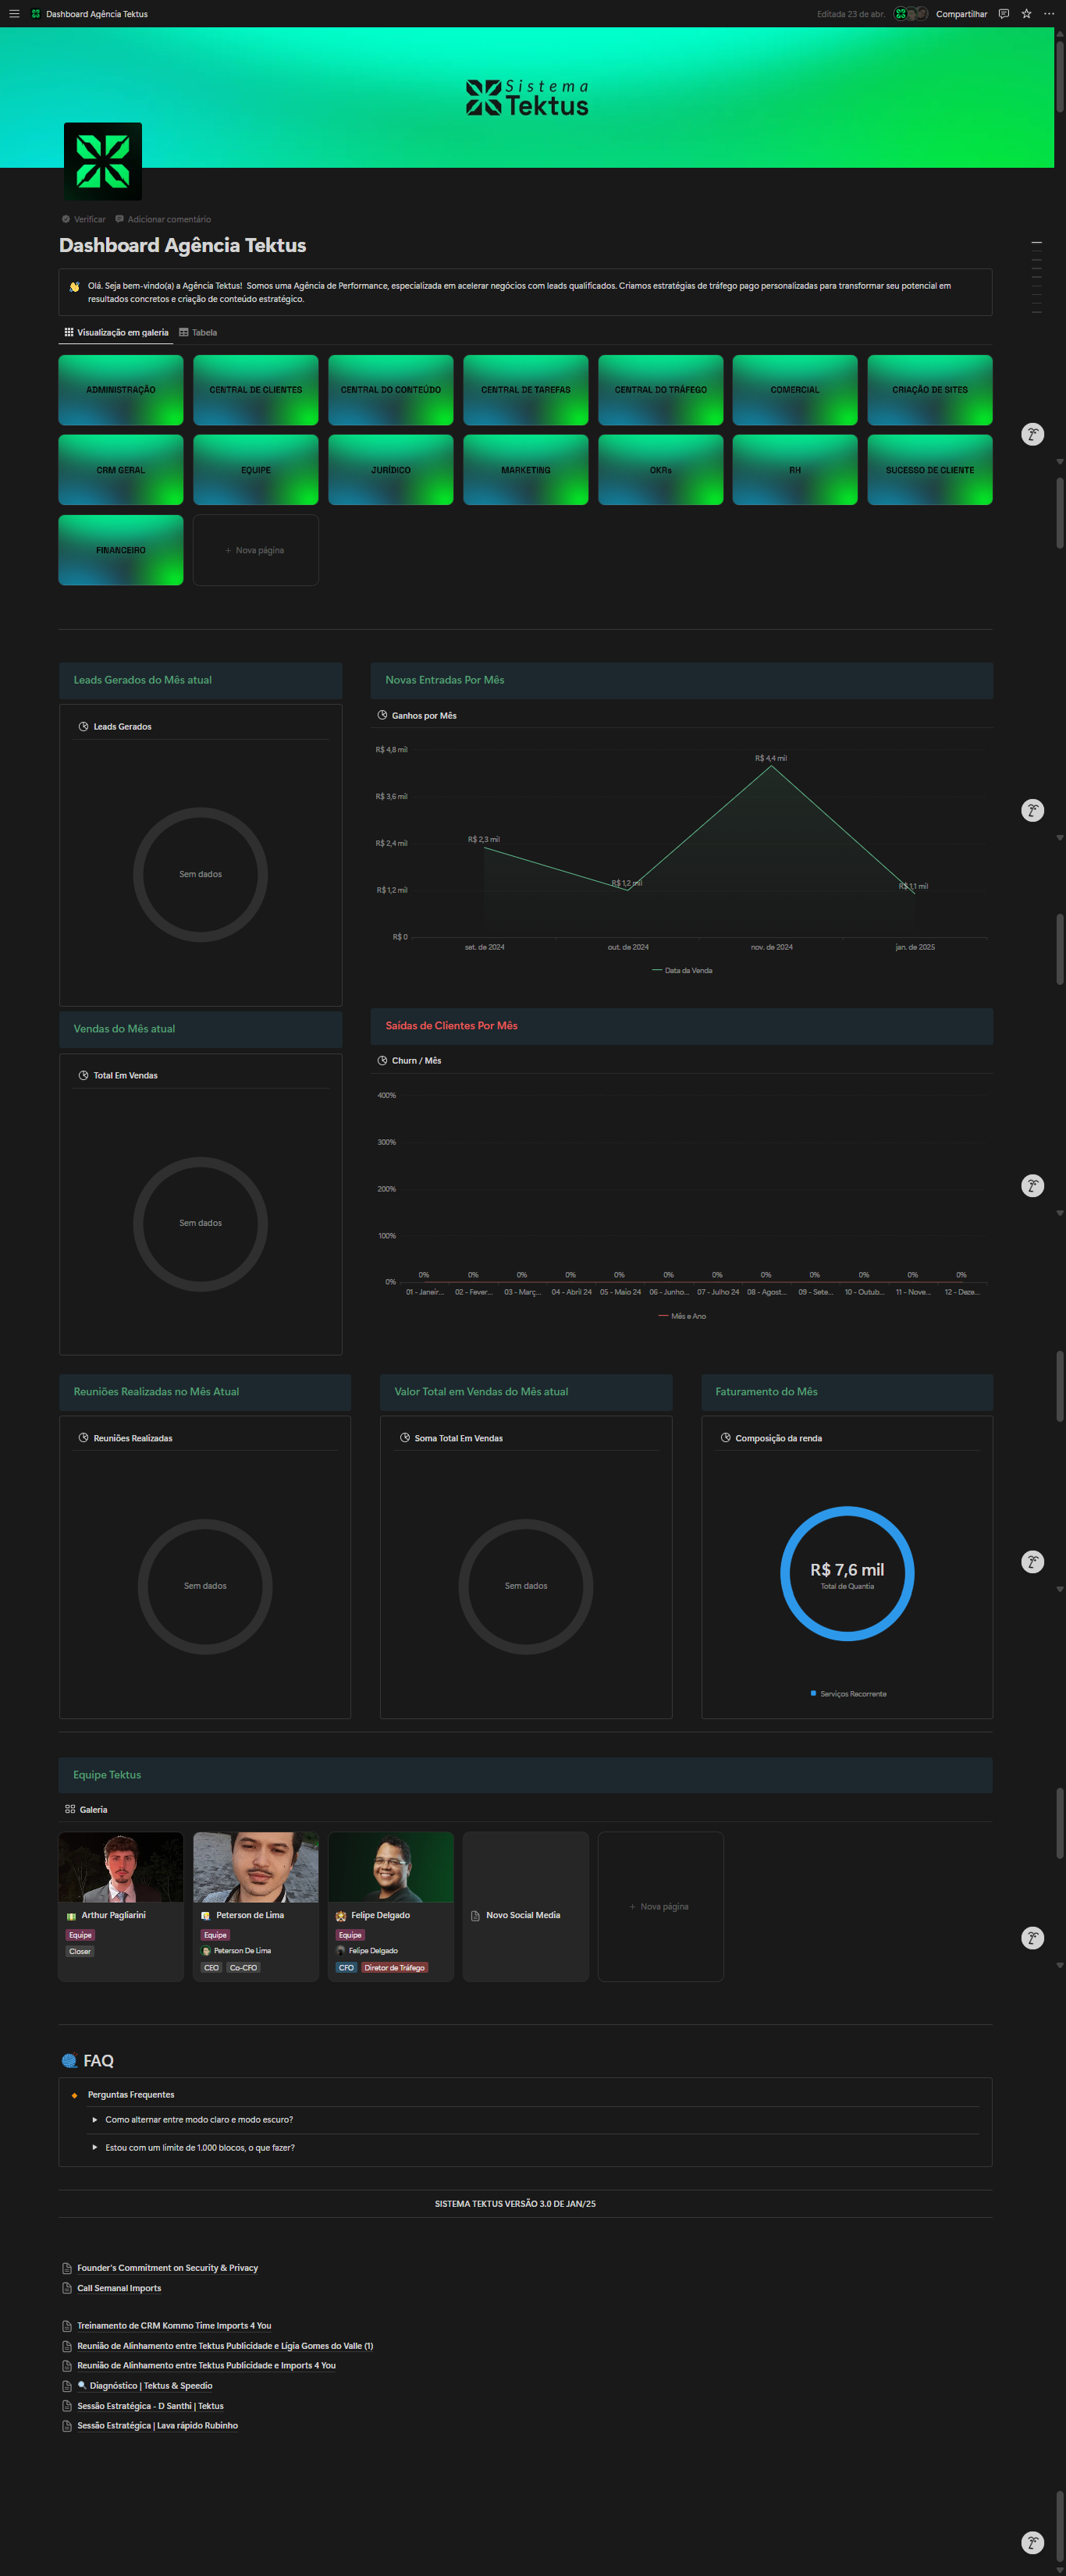 Dashboard Agência Tektus
Editada 23 de abr.
Compartilhar
Sistema
Tektus
Verificar
Adicionar comentário
Dashboard Agência Tektus
Olá. Seja bem-vindo(a) a Agência Tektus! Somos uma Agência de Performance, especializada em acelerar negócios com leads qualificados. Criamos estratégias de tráfego pago personalizadas para transformar seu potencial em
resultados concretos e criação de conteúdo estratégico.
Visualização em galeria
Tabela
ADMINISTRAÇÃO
CENTRAL DE CLIENTES
CENTRAL DO CONTEÚDO
CENTRAL DE TAREFAS
CENTRAL DO TRÁFEGO
COMERCIAL
CRIAÇÃO DE SITES
CRM GERAL
EQUIPE
JURÍDICO
MARKETING
OKRs
RH
SUCESSO DE CLIENTE
FINANCEIRO
+ Nova página
Leads Gerados do Mês atual
Leads Gerados
Sem dados
Novas Entradas Por Mês
Ganhos por Mês
R$ 4,8 mil
R$ 3,6 mil
R$ 2,4 mil
R$ 1,2 mil
R$ 0
R$ 2,3 mil
R$ 1,2 mil
R$ 4,4 mil
R$ 1,1 mil
set. de 2024
out. de 2024
nov. de 2024
jan. de 2025
Data da Venda
Vendas do Mês atual
Total Em Vendas
Sem dados
Saídas de Clientes Por Mês
Churn / Mês
400%
300%
200%
100%
0%
0% 0% 0% 0% 0% 0% 0% 0% 0% 0% 0% 0%
01 - Janeir... 02 - Fever... 03 - Març... 04 - Abril 24 05 - Maio 24 06 - Junho... 07 - Julho 24 08 - Agost... 09 - Sete... 10 - Outub... 11 - Nove... 12 - Deze...
Mês e Ano
Reuniões Realizadas no Mês Atual
Reuniões Realizadas
Sem dados
Valor Total em Vendas do Mês atual
Soma Total Em Vendas
Sem dados
Faturamento do Mês
Composição da renda
R$ 7,6 mil
Total de Quantia
Serviços Recorrente
Equipe Tektus
Galeria
Arthur Pagliarini
Equipe
Closer
Peterson de Lima
Equipe
Peterson De Lima
CEO Co-CFO
Felipe Delgado
Equipe
Felipe Delgado
CFO Diretor de Tráfego
Novo Social Media
+ Nova página
FAQ
Perguntas Frequentes
Como alternar entre modo claro e modo escuro?
Estou com um limite de 1.000 blocos, o que fazer?
SISTEMA TEKTUS VERSÃO 3.0 DE JAN/25
Founder's Commitment on Security & Privacy
Call Semanal Imports
Treinamento de CRM Kommo Time Imports 4 You
Reunião de Alinhamento entre Tektus Publicidade e Lígia Gomes do Valle (1)
Reunião de Alinhamento entre Tektus Publicidade e Imports 4 You
Diagnóstico | Tektus & Speedio
Sessão Estratégica - D Santhi | Tektus
Sessão Estratégica | Lava rápido Rubinho